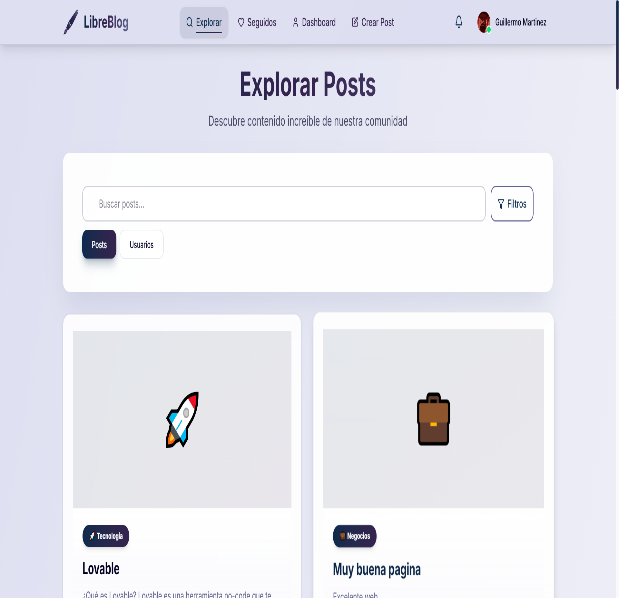 LibreBlog
Explorar
Seguidos
Dashboard
Crear Post
Guillermo Martinez
Explorar Posts
Descubre contenido increíble de nuestra comunidad
Buscar posts...
Filtros
Posts
Usuarios
Tecnología
Lovable
¿Qué es Lovable? Lovable es una herramienta no-code que te
Negocios
Muy buena pagina
Excelente web